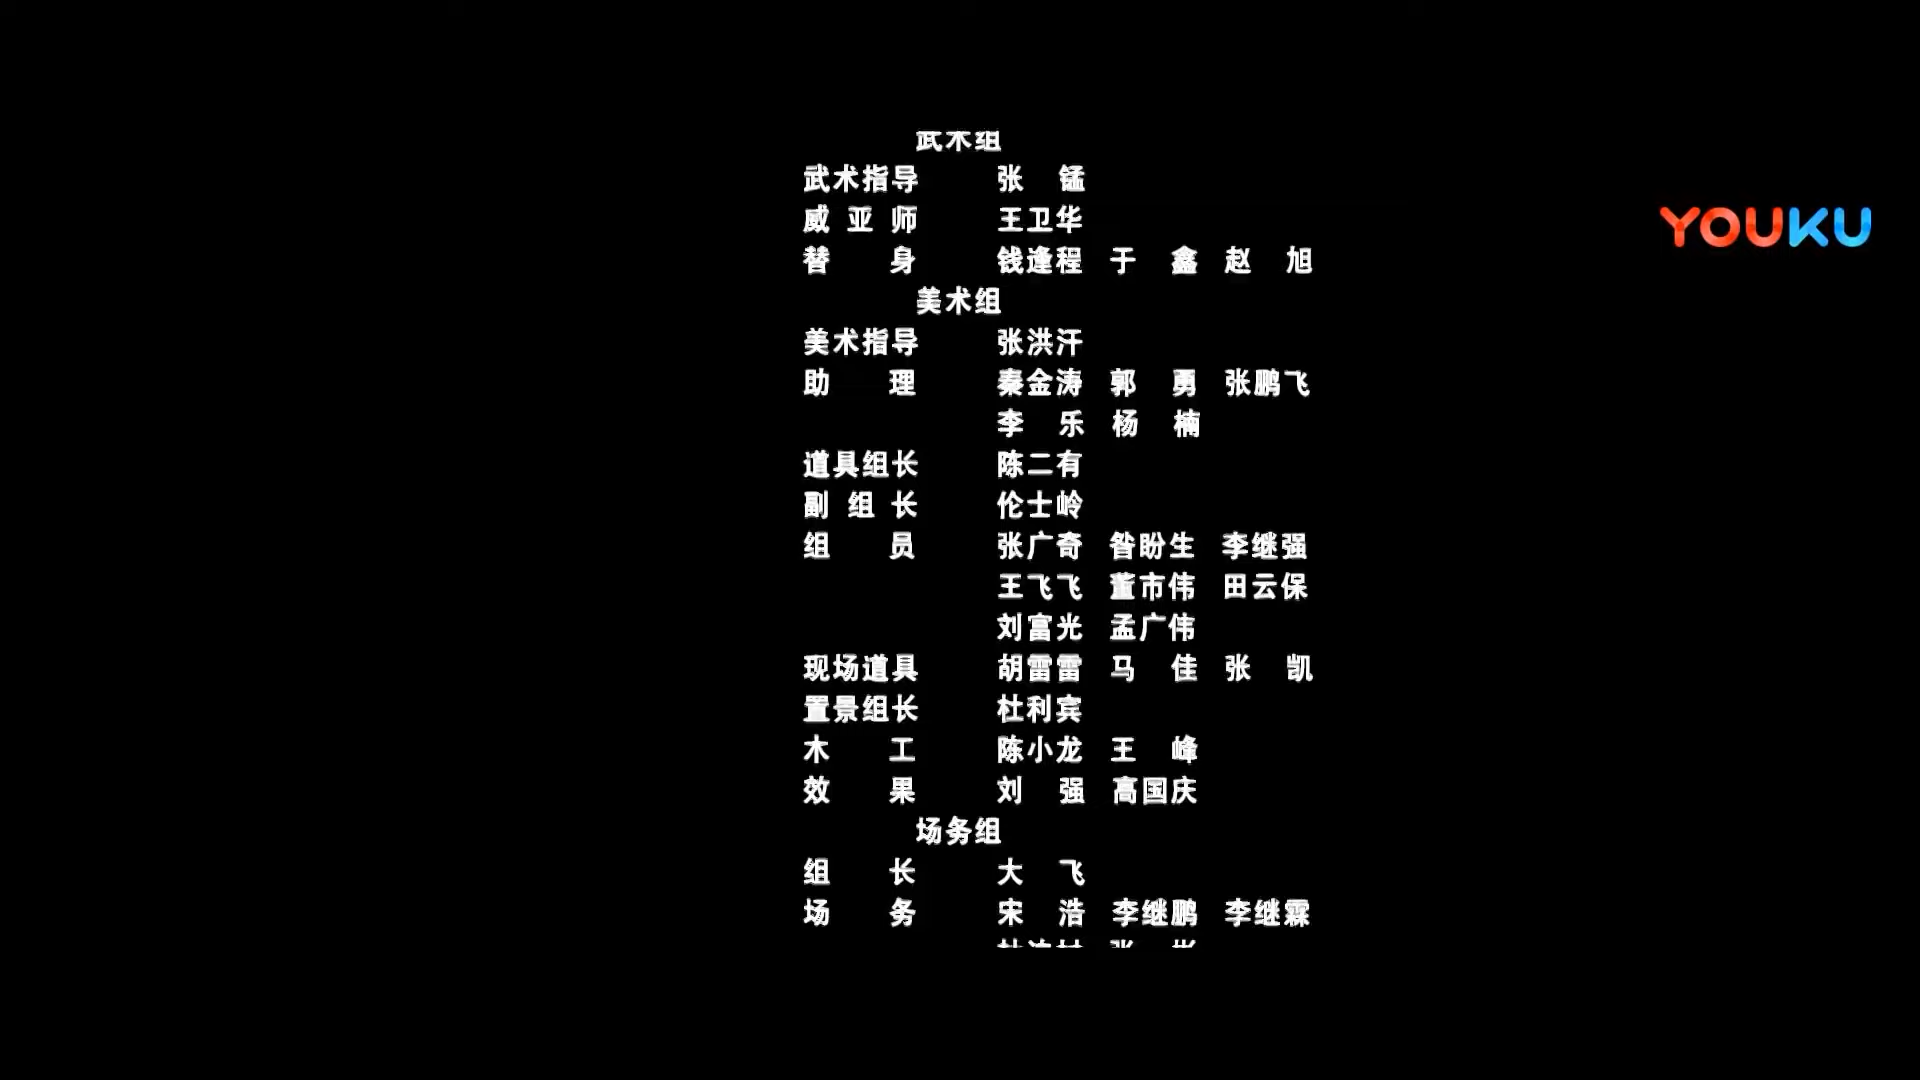 武术组
武术指导 张 锰
威亚师 王卫华
替 身 钱逢程 于 鑫 赵 旭
YOUKU
美术组
美术指导 张洪汗
助 理 秦金涛 郭 勇 张鹏飞
李 乐 杨 楠
道具组长 陈二有
副组长 伦士岭
组 员 张广奇 昝盼生 李继强
王飞飞 董市伟 田云保
刘富光 孟广伟
现场道具 胡雷雷 马 佳 张 凯
置景组长 杜利宾
木 工 陈小龙 王 峰
效 果 刘 强 高国庆
场务组
组 长 大 飞
场 务 宋 浩 李继鹏 李继霖